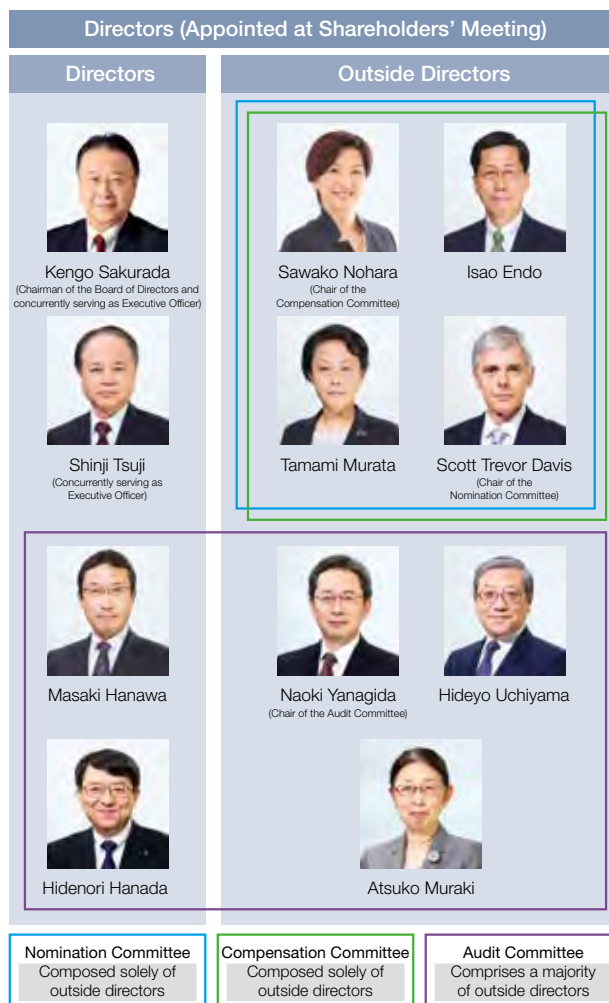 Directors (Appointed at Shareholders’ Meeting)
Directors
Outside Directors
Kengo Sakurada
(Chairman of the Board of Directors and
concurrently serving as Executive Officer)
Sawako Nohara
(Chair of the
Compensation Committee)
Isao Endo
Shinji Tsuji
(Concurrently serving as
Executive Officer)
Tamami Murata
Scott Trevor Davis
(Chair of the
Nomination Committee)
Masaki Hanawa
Naoki Yanagida
(Chair of the Audit Committee)
Hideyo Uchiyama
Hidenori Hanada
Atsuko Muraki
Nomination Committee
Composed solely of
outside directors
Compensation Committee
Composed solely of
outside directors
Audit Committee
Comprises a majority
of outside directors